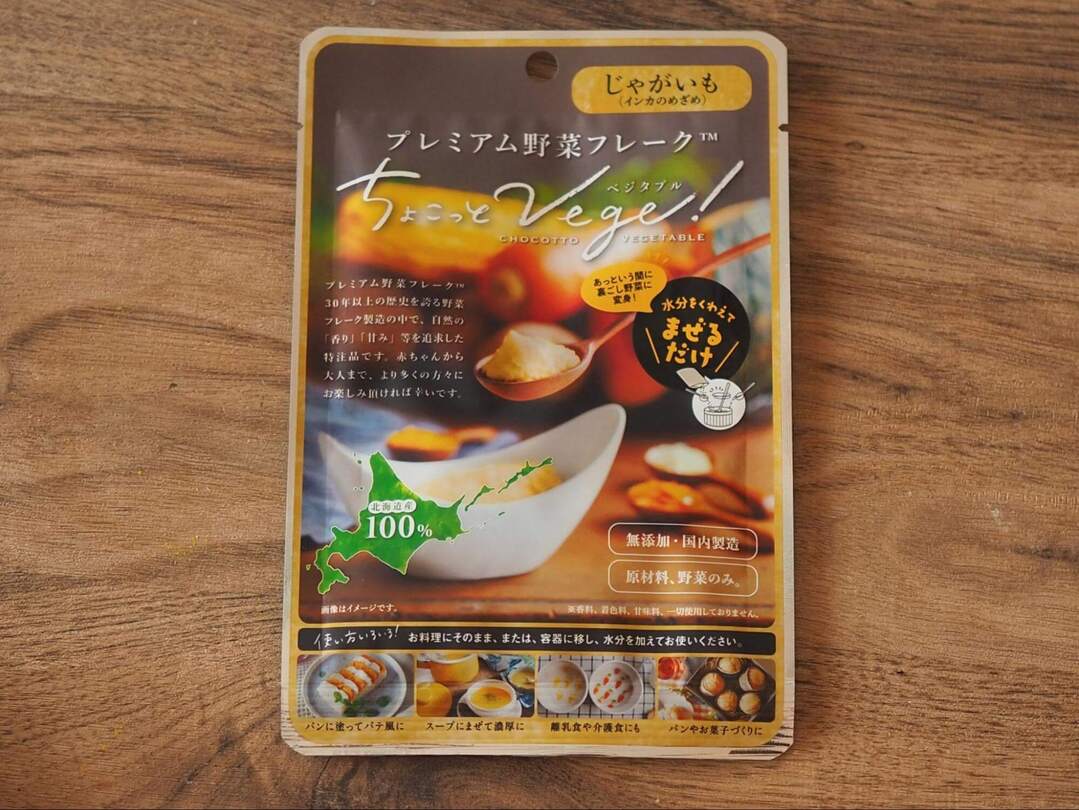 じゃがいも
(インカのめざめ)
プレミアム野菜フレーク™
ベジタブル
ちょこっとVege!
CHOCOTTO VEGETABLE
あっという間に
裏ごし野菜に
変身!
水分をくわえて
まぜる
だけ
プレミアム野菜フレーク™
30年以上の歴史を誇る野菜
フレーク製造の中で、自然の
「香り」「甘み」等を追求した
特注品です。赤ちゃんから
大人まで、より多くの方々に
お楽しみ頂ければ幸いです。
北海道産
100%
無添加・国内製造
原材料、野菜のみ。
画像はイメージです。
※香料、着色料、甘味料、一切使用しておりません。
使い方いろいろ! お料理にそのまま、または、容器に移し、水分を加えてお使いください。
パンに塗ってパテ風に
スープにまぜて濃厚に
離乳食や介護食にも
パンやお菓子づくりに